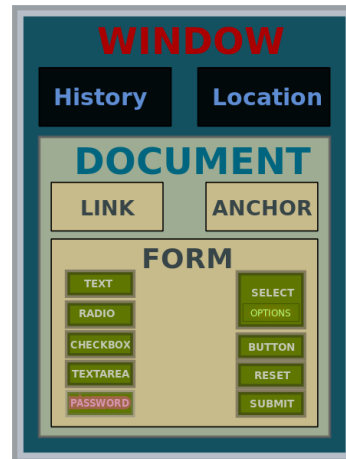 WINDOW
History
Location
DOCUMENT
LINK
ANCHOR
FORM
TEXT
RADIO
CHECKBOX
TEXTAREA
PASSWORD
SELECT
OPTIONS
BUTTON
RESET
SUBMIT